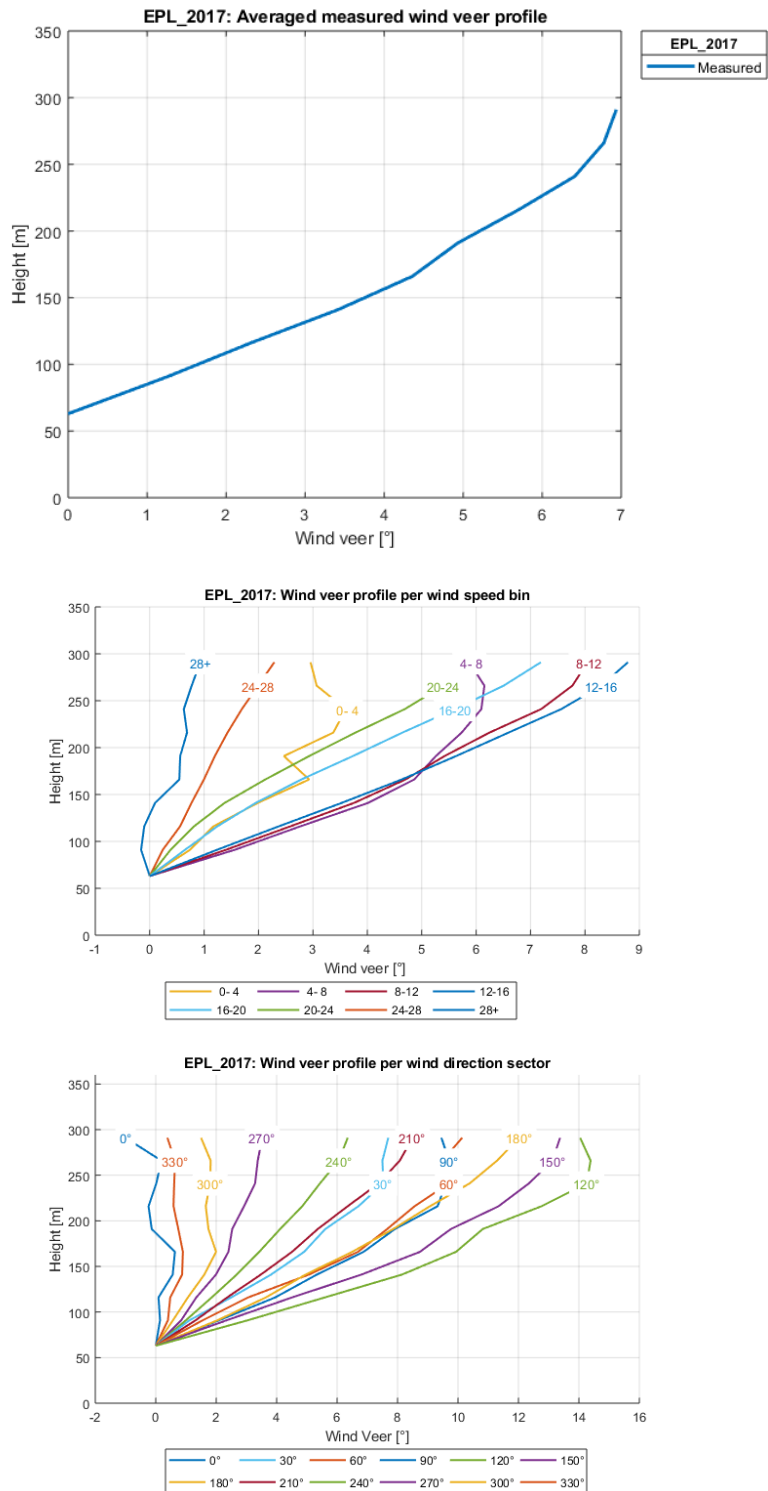 EPL_2017: Averaged measured wind veer profile
350
300
250
200
150
100
50
0
Height [m]
0 1 2 3 4 5 6 7
Wind veer [°]
EPL_2017
Measured
EPL_2017: Wind veer profile per wind speed bin
350
300
250
200
150
100
50
0
Height [m]
28+
24-28
0- 4
20-24
4- 8
16-20
8-12
12-16
-1 0 1 2 3 4 5 6 7 8 9
Wind veer [°]
0- 4 4- 8 8-12 12-16
16-20 20-24 24-28 28+
EPL_2017: Wind veer profile per wind direction sector
350
300
250
200
150
100
50
0
Height [m]
0° 270° 210° 180°
330° 240° 90° 150°
300° 30° 60° 120°
-2 0 2 4 6 8 10 12 14 16
Wind Veer [°]
0° 30° 60° 90° 120° 150°
180° 210° 240° 270° 300° 330°